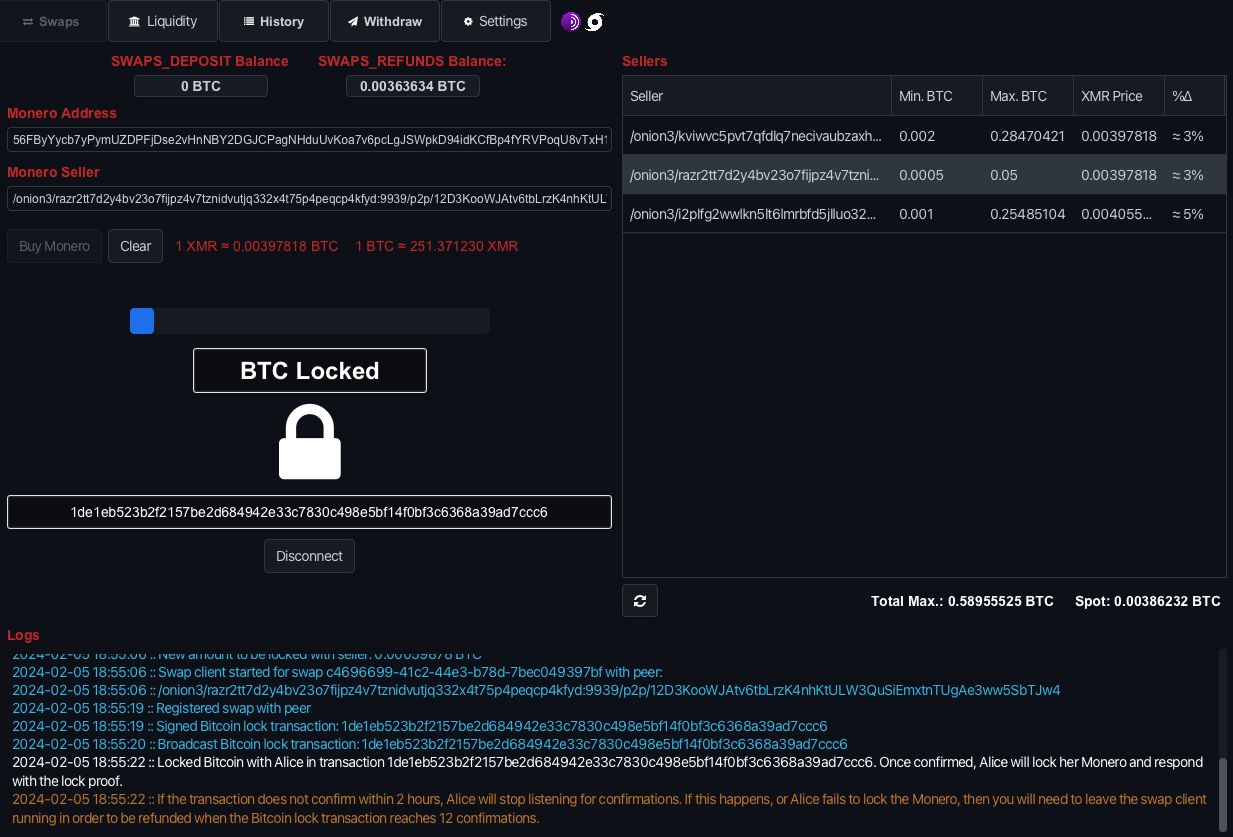 Swaps
Liquidity
History
Withdraw
Settings
SWAPS_DEPOSIT Balance
SWAPS_REFUNDS Balance:
0 BTC
0.00363634 BTC
Monero Address
56FByYycb7yPymUZDPFjDse2vHnNBY2DGJCPagNHduUvKoa7v6pcLgJSWpkD94idKCfBp4fYRVPoqU8vTxH1
Monero Seller
/onion3/razr2tt7d2y4bv23o7fijpz4v7tznidvutjq332x4t75p4peqcp4kfyd:9939/p2p/12D3KooWJAtv6tbLrzK4nhKtUL
Buy Monero
Clear
1 XMR ≈ 0.00397818 BTC
1 BTC ≈ 251.371230 XMR
BTC Locked
1de1eb523b2f2157be2d684942e33c7830c498e5bf14f0bf3c6368a39ad7ccc6
Disconnect
Sellers
Seller Min. BTC Max. BTC XMR Price %Δ
/onion3/kviwvc5pvt7qfdlq7necivaubzaxh... 0.002 0.28470421 0.00397818 ≈ 3%
/onion3/razr2tt7d2y4bv23o7fijpz4v7tzni... 0.0005 0.05 0.00397818 ≈ 3%
/onion3/i2plfg2wwlkn5lt6lmrbfd5jlluo32... 0.001 0.25485104 0.004055... ≈ 5%
Total Max.: 0.58955525 BTC
Spot: 0.00386232 BTC
Logs
2024-02-05 18:55:06 :: New amount to be locked with seller: 0.00059878 BTC
2024-02-05 18:55:06 :: Swap client started for swap c4696699-41c2-44e3-b78d-7bec049397bf with peer:
2024-02-05 18:55:06 :: /onion3/razr2tt7d2y4bv23o7fijpz4v7tznidvutjq332x4t75p4peqcp4kfyd:9939/p2p/12D3KooWJAtv6tbLrzK4nhKtULW3QuSiEmxtnTUgAe3ww5SbTJw4
2024-02-05 18:55:19 :: Registered swap with peer
2024-02-05 18:55:19 :: Signed Bitcoin lock transaction: 1de1eb523b2f2157be2d684942e33c7830c498e5bf14f0bf3c6368a39ad7ccc6
2024-02-05 18:55:20 :: Broadcast Bitcoin lock transaction: 1de1eb523b2f2157be2d684942e33c7830c498e5bf14f0bf3c6368a39ad7ccc6
2024-02-05 18:55:22 :: Locked Bitcoin with Alice in transaction 1de1eb523b2f2157be2d684942e33c7830c498e5bf14f0bf3c6368a39ad7ccc6. Once confirmed, Alice will lock her Monero and respond
with the lock proof.
2024-02-05 18:55:22 :: If the transaction does not confirm within 2 hours, Alice will stop listening for confirmations. If this happens, or Alice fails to lock the Monero, then you will need to leave the swap client
running in order to be refunded when the Bitcoin lock transaction reaches 12 confirmations.